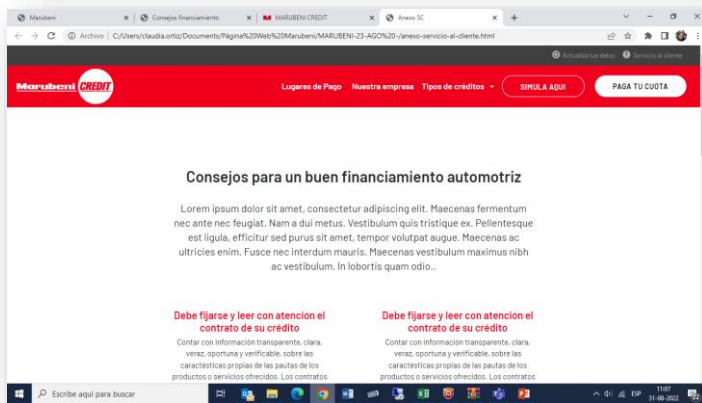 Marubeni
Consejos financiamiento
MARUBENI CREDIT
Anexo SC
Archivo | C:/Users/claudia.ortiz/Documents/Página%20Web%20Marubeni/MARUBENI-23-AGO%20-/anexo-servicio-al-cliente.html
Actualiza tus datos Servicio al cliente
Marubeni CREDIT
Lugares de Pago Nuestra empresa Tipos de créditos SIMULA AQUI PAGA TU CUOTA
Consejos para un buen financiamiento automotriz
Lorem ipsum dolor sit amet, consectetur adipiscing elit. Maecenas fermentum
nec ante nec feugiat. Nam a dui metus. Vestibulum quis tristique ex. Pellentesque
est ligula, efficitur sed purus sit amet, tempor volutpat augue. Maecenas ac
ultricies enim. Fusce nec interdum mauris. Maecenas vestibulum maximus nibh
ac vestibulum. In lobortis quam odio..
Debe fijarse y leer con atención el
contrato de su crédito
Contar con información transparente, clara,
veraz, oportuna y verificable, sobre las
características propias de las pautas de los
productos o servicios ofrecidos. Los contratos
Debe fijarse y leer con atención el
contrato de su crédito
Contar con información transparente, clara,
veraz, oportuna y verificable, sobre las
características propias de las pautas de los
productos o servicios ofrecidos. Los contratos
Escribe aquí para buscar
ESP
11:07
31-08-2022